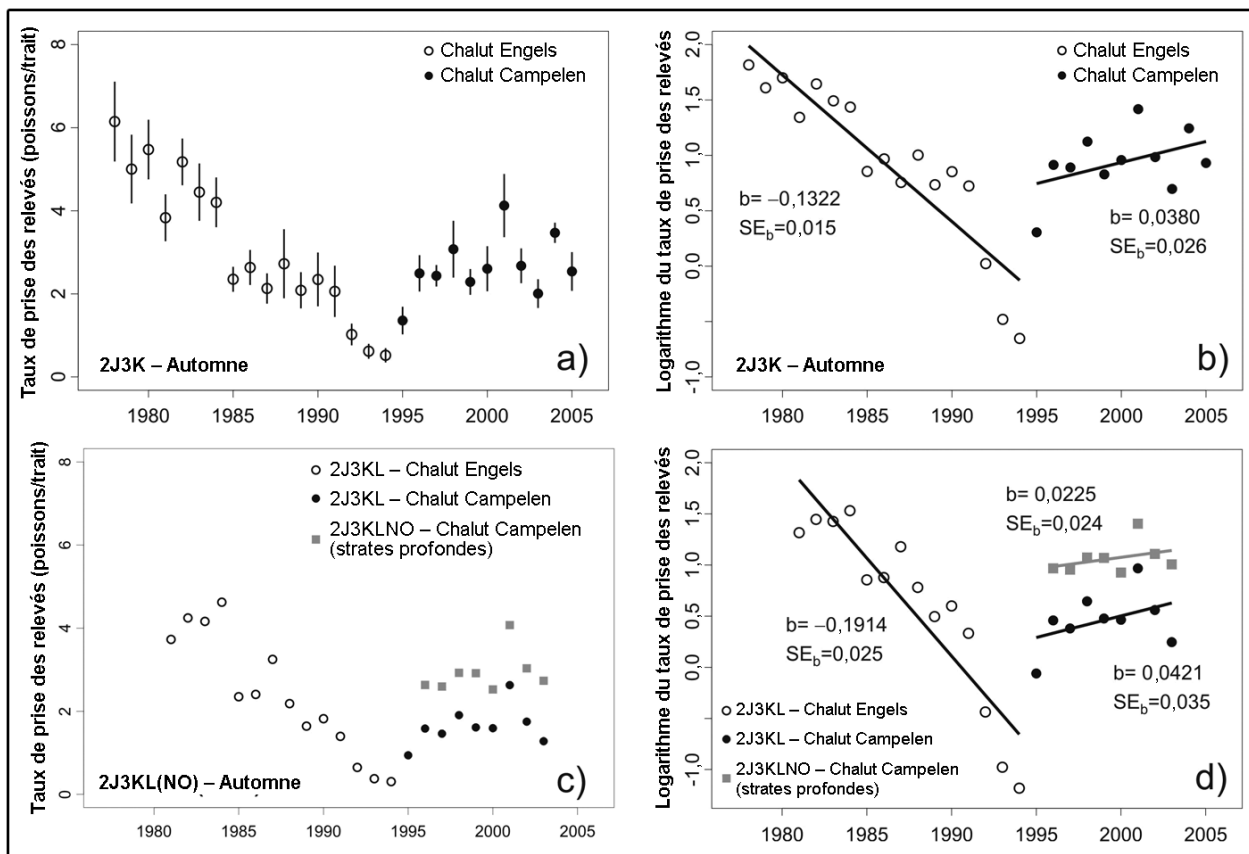 Taux de prise des relevés (poissons/trait)
8
6
4
2
0
Chalut Engels
Chalut Campelen
2J3K – Automne
a)
1980 1985 1990 1995 2000 2005
Logarithme du taux de prise des relevés
2,0
1,5
1,0
0,5
0,0
-1,0
Chalut Engels
Chalut Campelen
b= −0,1322
SEb=0,015
b= 0,0380
SEb=0,026
2J3K – Automne
b)
1980 1985 1990 1995 2000 2005
Taux de prise des relevés (poissons/trait)
8
6
4
2
0
2J3KL – Chalut Engels
2J3KL – Chalut Campelen
2J3KLNO – Chalut Campelen
(strates profondes)
2J3KL(NO) – Automne
c)
1980 1985 1990 1995 2000 2005
Logarithme du taux de prise des relevés
2,0
1,5
1,0
0,5
0,0
-1,0
b= 0,0225
SEb=0,024
b= −0,1914
SEb=0,025
b= 0,0421
SEb=0,035
2J3KL – Chalut Engels
2J3KL – Chalut Campelen
2J3KLNO – Chalut Campelen
(strates profondes)
d)
1980 1985 1990 1995 2000 2005